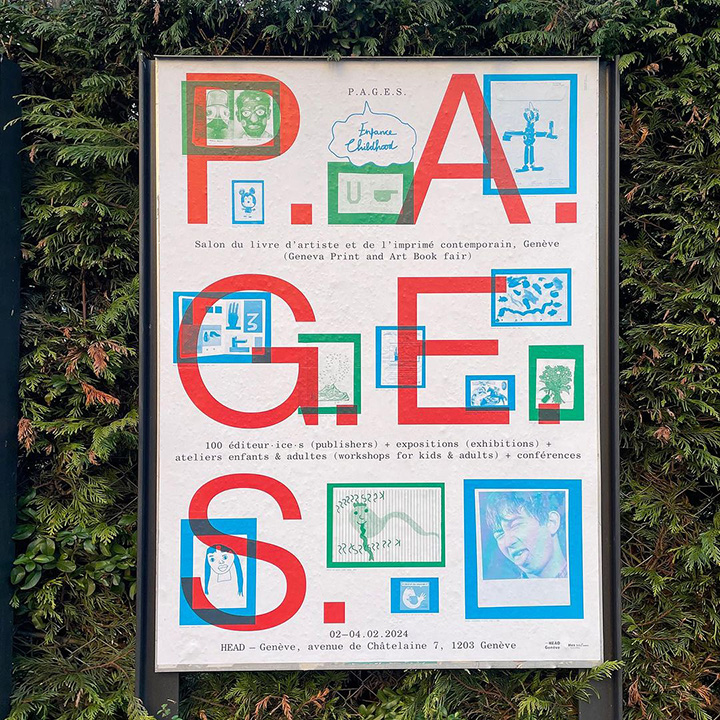 P.A.G.E.S.
P.A.
Enfance
Childhood
U
Salon du livre d'artiste et de l'imprimé contemporain, Genève
(Geneva Print and Art Book fair)
G.E.
3
100 éditeur·ice·s (publishers) + expositions (exhibitions) +
ateliers enfants & adultes (workshops for kids & adults) + conférences
S.
02–04.02.2024
HEAD – Genève, avenue de Châtelaine 7, 1203 Genève
–HEAD
Genève